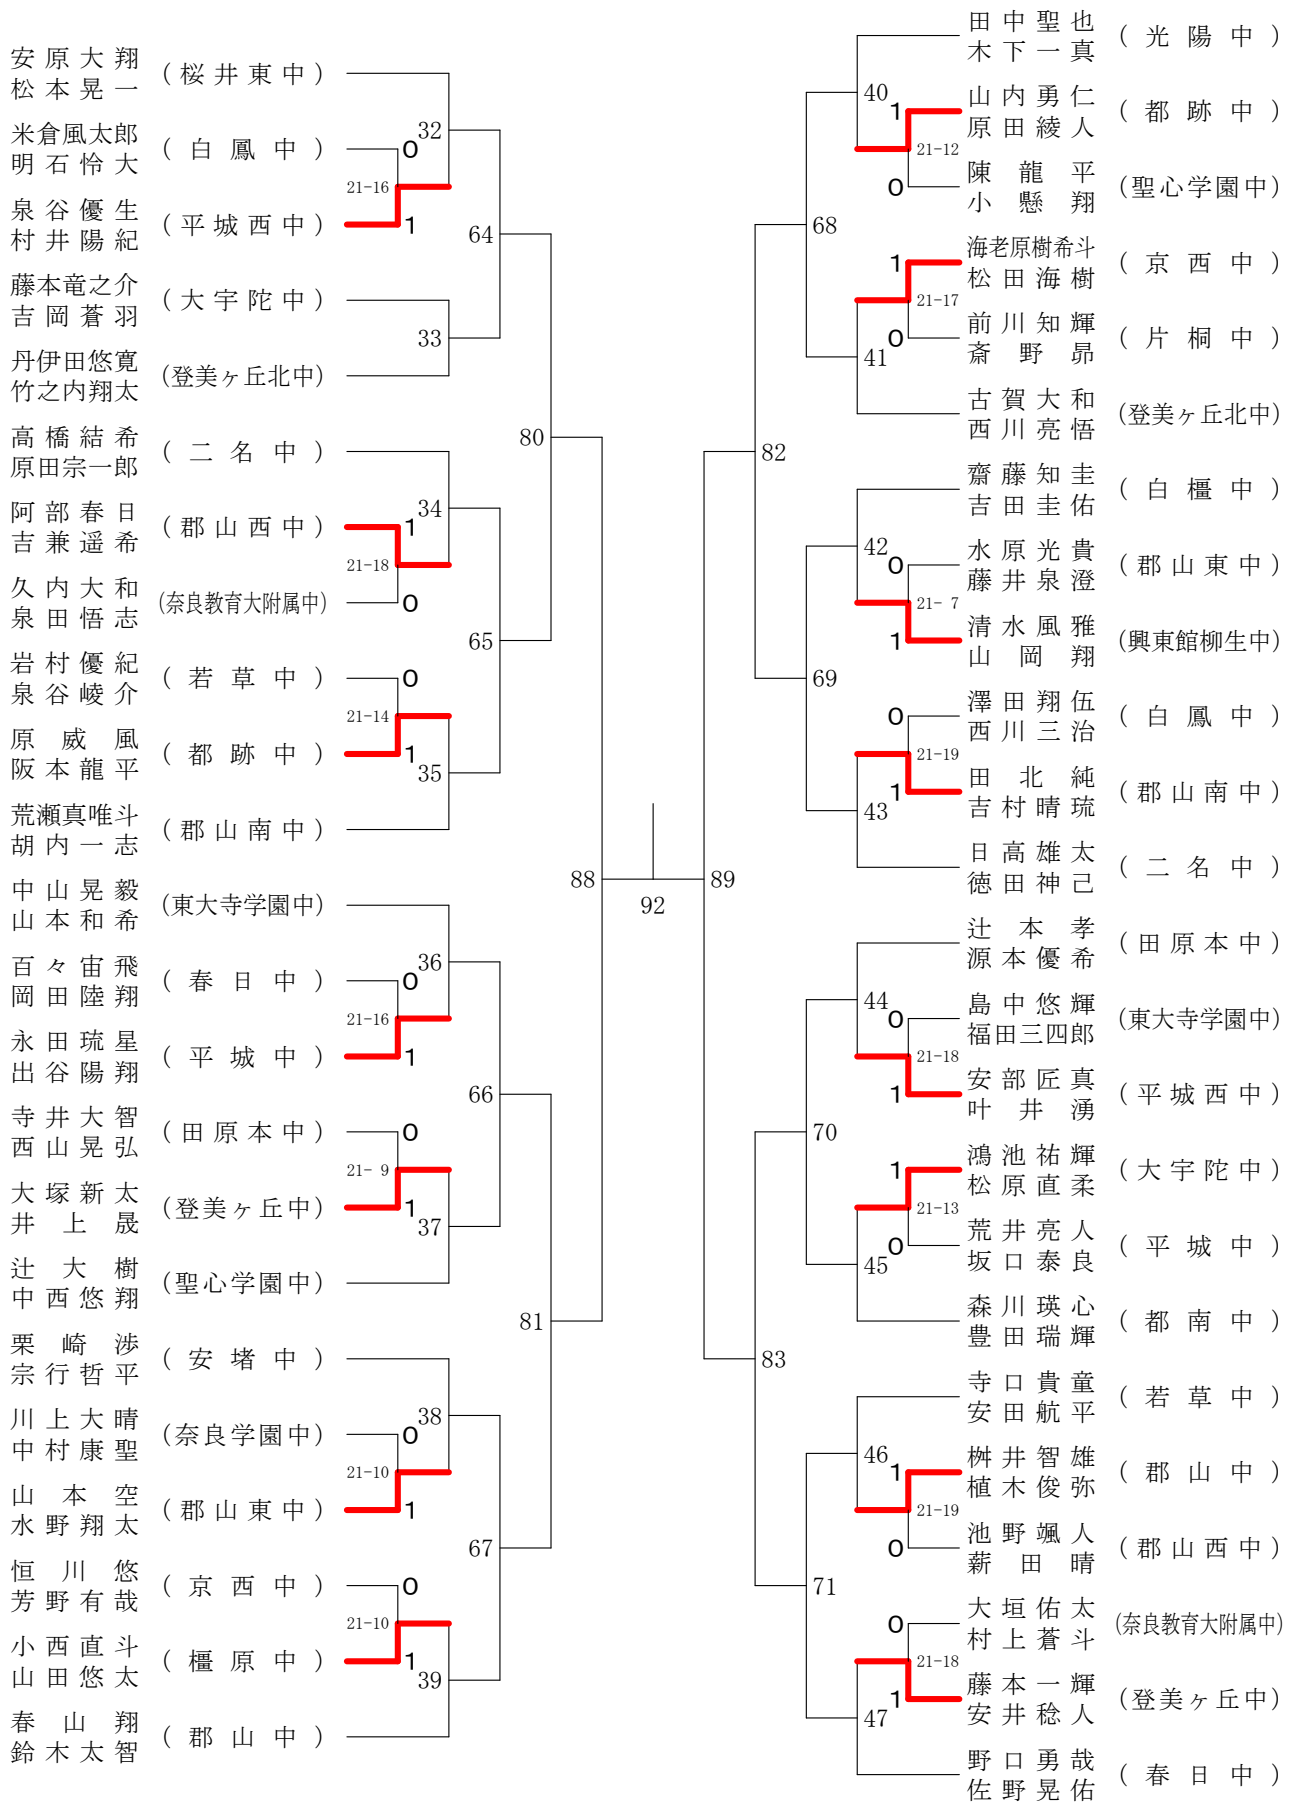 安原大翔
松本晃一
(桜井東中)
32
米倉風太郎
明石怜大
(白鳳中)
0
21-16
泉谷優生
村井陽紀
(平城西中)
1
64
藤本竜之介
吉岡蒼羽
(大宇陀中)
33
丹伊田悠寛
竹之内翔太
(登美ヶ丘北中)
80
高橋結希
原田宗一郎
(二名中)
34
阿部春日
吉兼遥希
(郡山西中)
1
21-18
久内大和
泉田悟志
(奈良教育大附属中)
0
65
岩村優紀
泉谷崚介
(若草中)
0
21-14
原威風
阪本龍平
(都跡中)
1
35
荒瀬真唯斗
胡内一志
(郡山南中)
88
中山晃毅
山本和希
(東大寺学園中)
36
百々宙飛
岡田陸翔
(春日中)
0
21-16
永田琉星
出谷陽翔
(平城中)
1
66
寺井大智
西山晃弘
(田原本中)
0
21- 9
大塚新太
井上晟
(登美ヶ丘中)
1
37
辻大樹
中西悠翔
(聖心学園中)
81
栗崎渉
宗行哲平
(安堵中)
38
川上大晴
中村康聖
(奈良学園中)
0
21-10
山本空
水野翔太
(郡山東中)
1
67
恒川悠
芳野有哉
(京西中)
0
21-10
小西直斗
山田悠太
(橿原中)
1
39
春山翔
鈴木太智
(郡山中)
92
89
田中聖也
木下一真
(光陽中)
40
山内勇仁
原田綾人
(都跡中)
1
21-12
陳龍平
小懸翔
(聖心学園中)
0
68
海老原樹希斗
松田海樹
(京西中)
1
21-17
前川知輝
斎野昴
(片桐中)
0
41
古賀大和
西川亮悟
(登美ヶ丘北中)
82
齋藤知圭
吉田圭佑
(白橿中)
42
水原光貴
藤井泉澄
(郡山東中)
0
21- 7
清水風雅
山岡翔
(興東館柳生中)
1
69
澤田翔伍
西川三治
(白鳳中)
0
21-19
田北純
吉村晴琉
(郡山南中)
1
43
日高雄太
徳田神己
(二名中)
辻本孝
源本優希
(田原本中)
44
島中悠輝
福田三四郎
(東大寺学園中)
0
21-18
安部匠真
叶井湧
(平城西中)
1
70
鴻池祐輝
松原直柔
(大宇陀中)
1
21-13
荒井亮人
坂口泰良
(平城中)
0
45
森川瑛心
豊田瑞輝
(都南中)
83
寺口貴童
安田航平
(若草中)
46
桝井智雄
植木俊弥
(郡山中)
1
21-19
池野颯人
薪田晴
(郡山西中)
0
71
大垣佑太
村上蒼斗
(奈良教育大附属中)
0
21-18
藤本一輝
安井稔人
(登美ヶ丘中)
1
47
野口勇哉
佐野晃佑
(春日中)